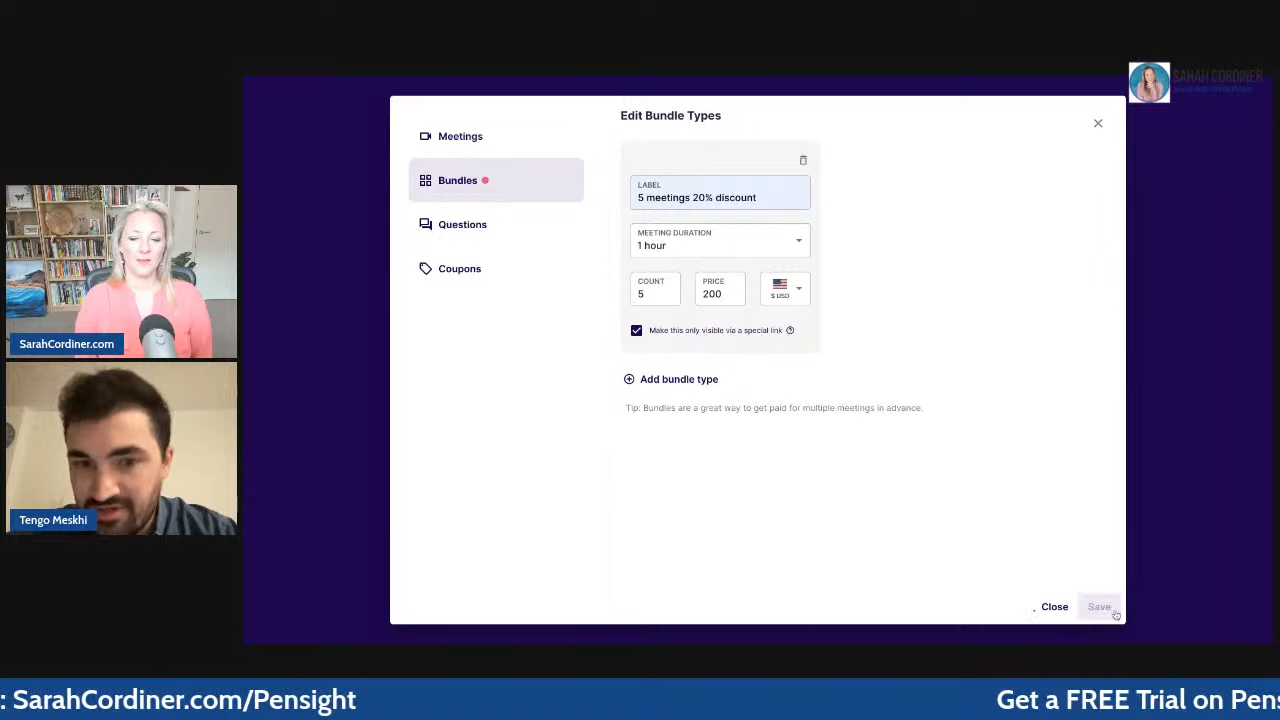 SARAH CORDINER
Edit Bundle Types
Meetings
Bundles
Questions
Coupons
LABEL
5 meetings 20% discount
MEETING DURATION
1 hour
COUNT
5
PRICE
200
$ USD
Make this only visible via a special link
Add bundle type
Tip: Bundles are a great way to get paid for multiple meetings in advance.
Close
Save
SarahCordiner.com
Tengo Meskhi
: SarahCordiner.com/Pensight
Get a FREE Trial on Pens